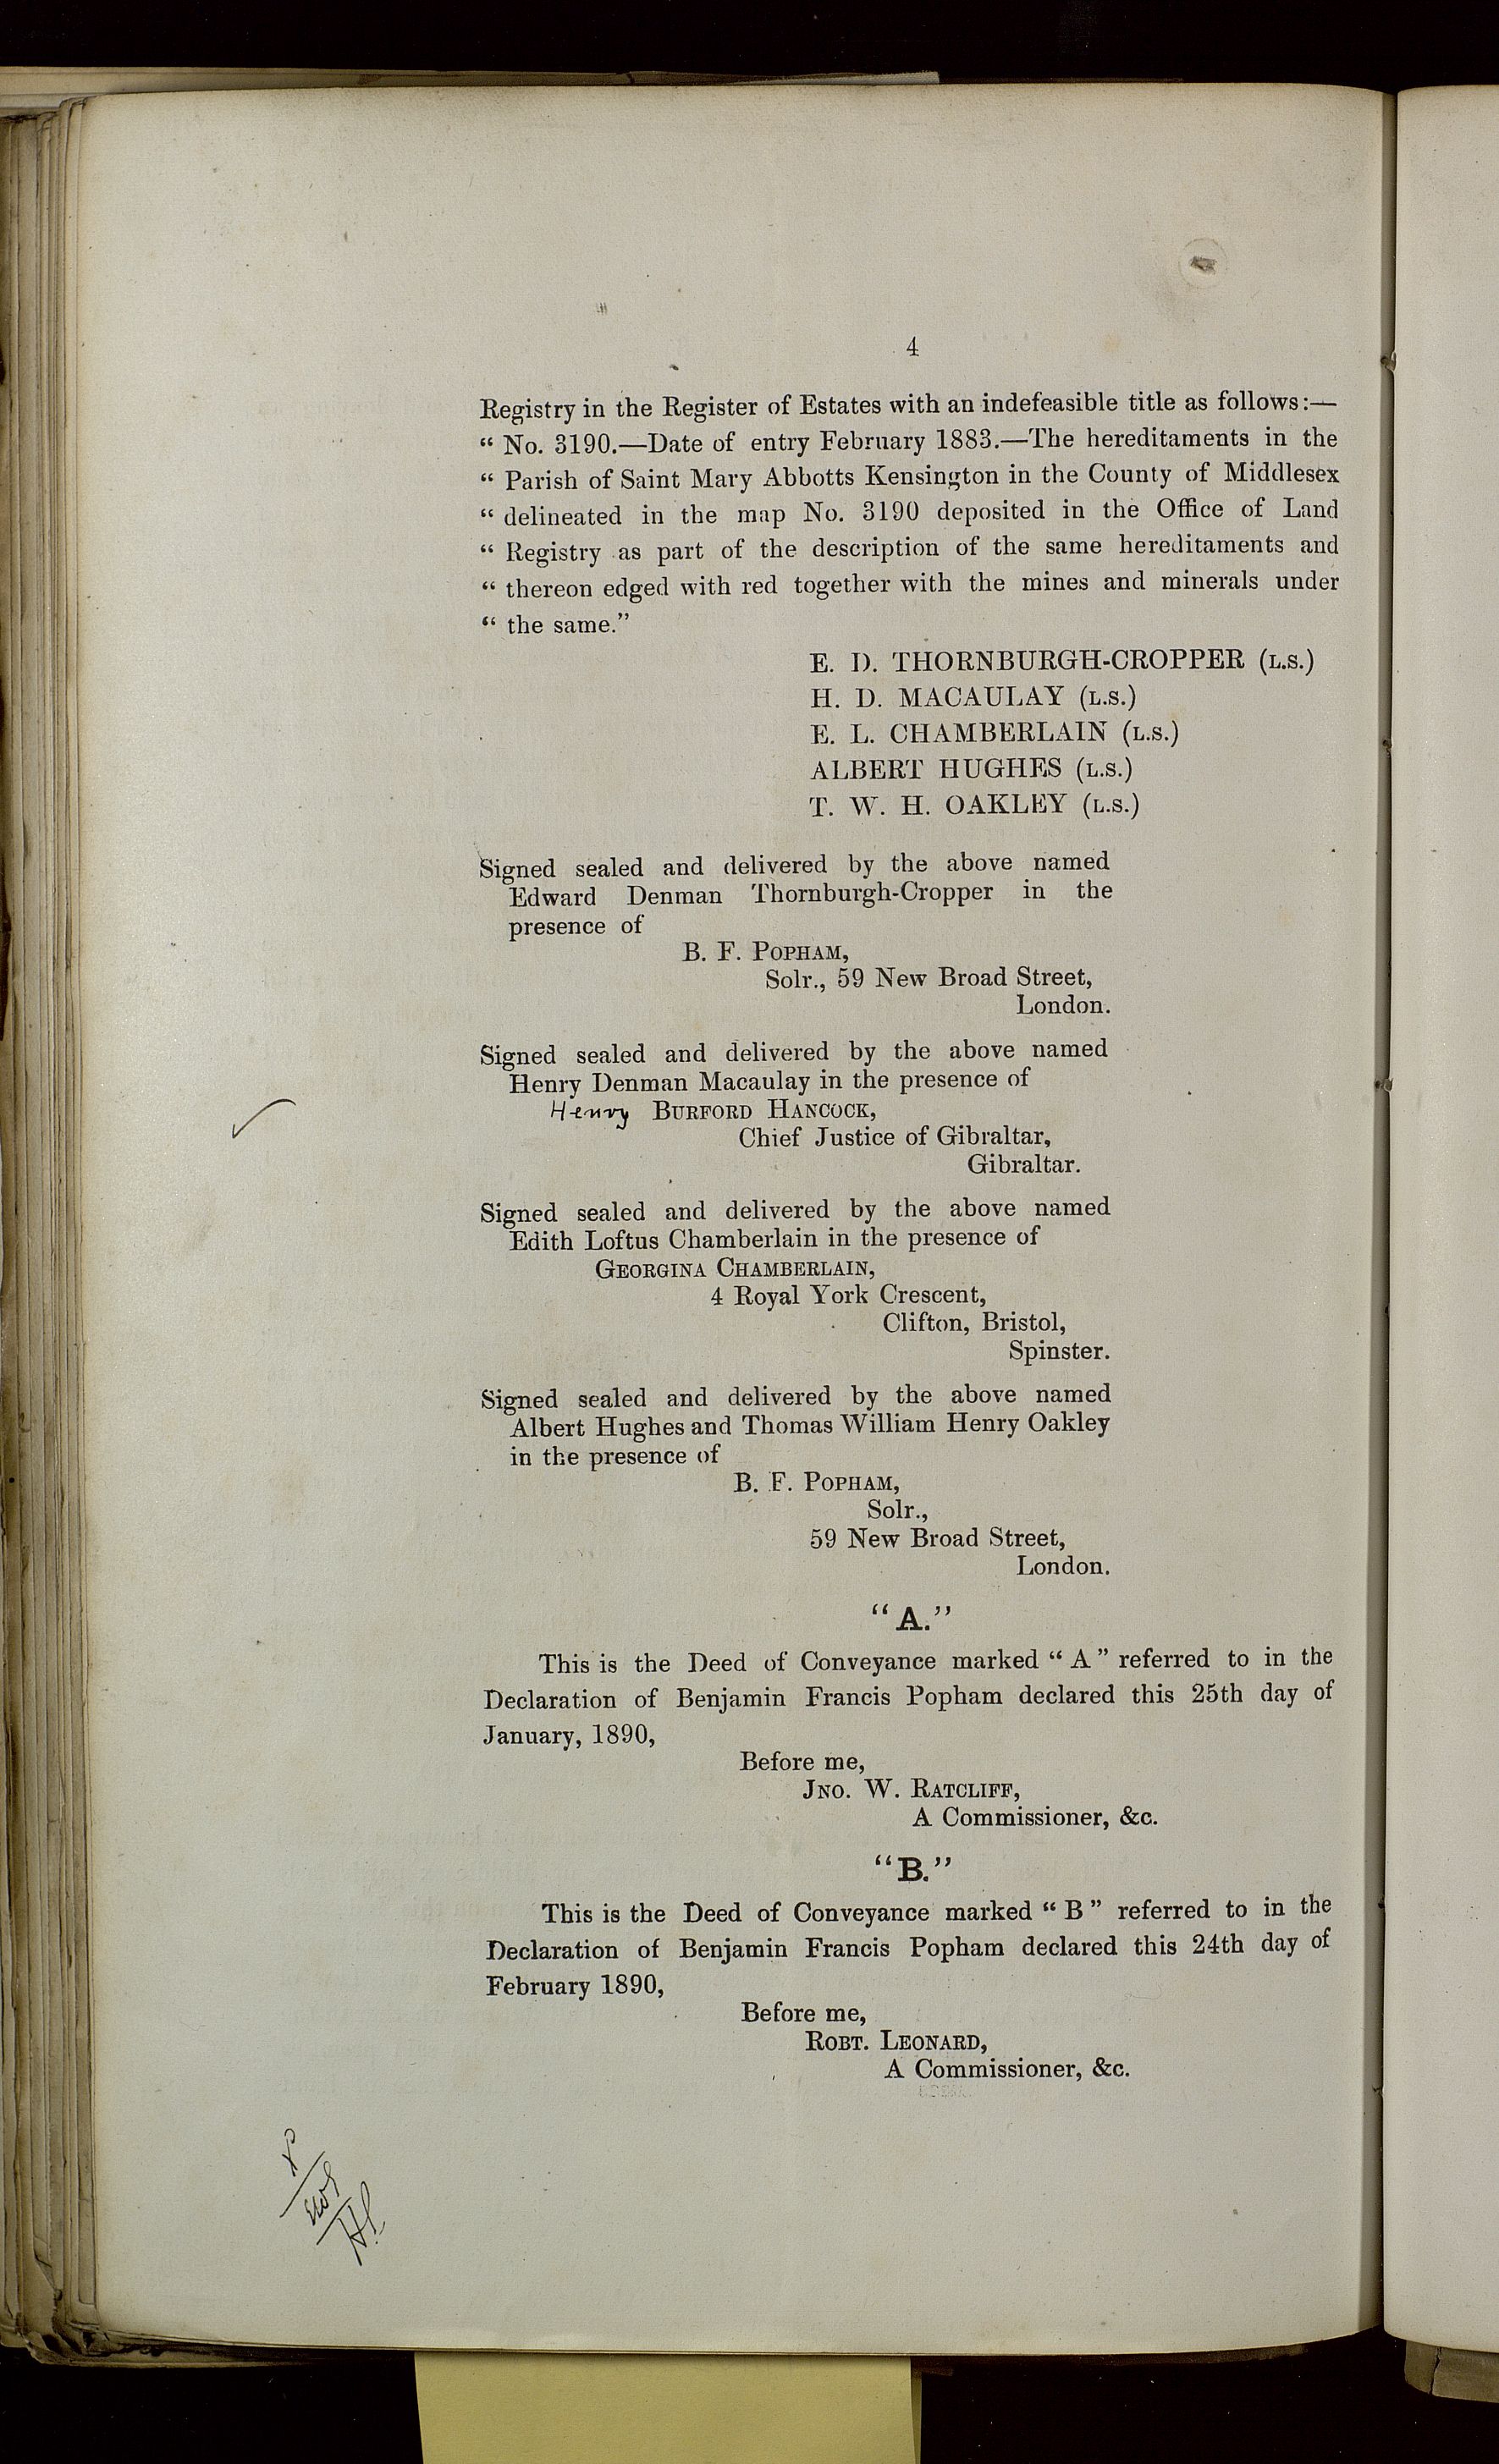 4
Registry in the Register of Estates with an indefeasible title as follows:—
“ No. 3190.—Date of entry February 1883.—The hereditaments in the
“ Parish of Saint Mary Abbotts Kensington in the County of Middlesex
“ delineated in the map No. 3190 deposited in the Office of Land
“ Registry as part of the description of the same hereditaments and
“ thereon edged with red together with the mines and minerals under
“ the same.”
E. D. THORNBURGH-CROPPER (L.S.)
H. D. MACAULAY (L.S.)
E. L. CHAMBERLAIN (L.S.)
ALBERT HUGHES (L.S.)
T. W. H. OAKLEY (L.S.)
Signed sealed and delivered by the above named
Edward Denman Thornburgh-Cropper in the
presence of
B. F. POPHAM,
Solr., 59 New Broad Street,
London.
Signed sealed and delivered by the above named
Henry Denman Macaulay in the presence of
Henry BURFORD HANCOCK,
Chief Justice of Gibraltar,
Gibraltar.
Signed sealed and delivered by the above named
Edith Loftus Chamberlain in the presence of
GEORGINA CHAMBERLAIN,
4 Royal York Crescent,
Clifton, Bristol,
Spinster.
Signed sealed and delivered by the above named
Albert Hughes and Thomas William Henry Oakley
in the presence of
B. F. POPHAM,
Solr.,
59 New Broad Street,
London.
“A.”
This is the Deed of Conveyance marked “ A ” referred to in the
Declaration of Benjamin Francis Popham declared this 25th day of
January, 1890,
Before me,
JNO. W. RATCLIFF,
A Commissioner, &c.
“B.”
This is the Deed of Conveyance marked “ B ” referred to in the
Declaration of Benjamin Francis Popham declared this 24th day of
February 1890,
Before me,
ROBT. LEONARD,
A Commissioner, &c.